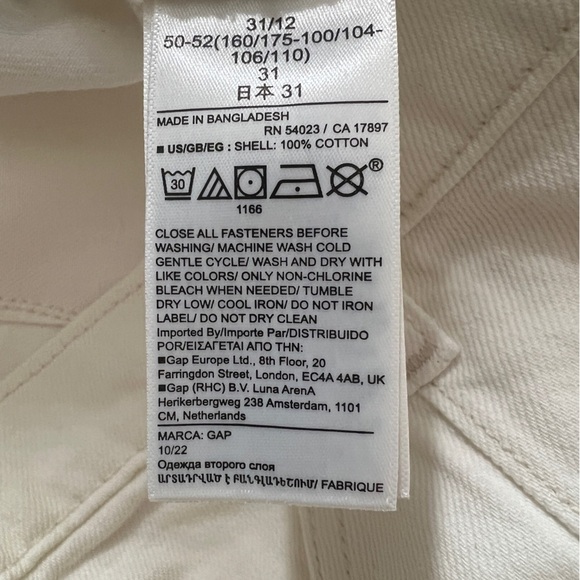 31/12
50-52(160/175-100/104-
106/110)
31
日本 31
MADE IN BANGLADESH
RN 54023 / CA 17897
■ US/GB/EG : SHELL: 100% COTTON
30
®
1166
CLOSE ALL FASTENERS BEFORE
WASHING/ MACHINE WASH COLD
GENTLE CYCLE/ WASH AND DRY WITH
LIKE COLORS/ ONLY NON-CHLORINE
BLEACH WHEN NEEDED/ TUMBLE
DRY LOW/ COOL IRON/ DO NOT IRON
LABEL/ DO NOT DRY CLEAN
Imported By/Importe Par/DISTRIBUIDO
POR/ΕΙΣΑΓΕΤΑΙ ΑΠΟ ΤΗΝ:
■Gap Europe Ltd., 8th Floor, 20
Farringdon Street, London, EC4A 4AB, UK
■Gap (RHC) B.V. Luna ArenA
Herikerbergweg 238 Amsterdam, 1101
CM, Netherlands
MARCA: GAP
10/22
Одежда второго слоя
ԱՐՏԱԴՐՎԱԾ Է ԲԱՆԳԼԱԴԵՇՈՒՄ/ FABRIQUE